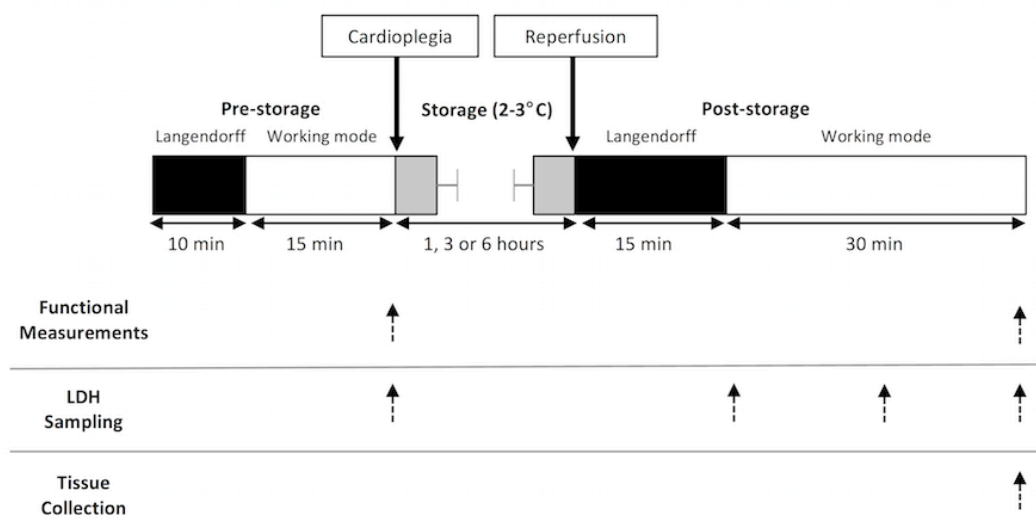 Cardioplegia
Reperfusion
Pre-storage
Storage (2-3°C)
Post-storage
Langendorff
Working mode
Langendorff
Working mode
10 min
15 min
1, 3 or 6 hours
15 min
30 min
Functional
Measurements
LDH
Sampling
Tissue
Collection